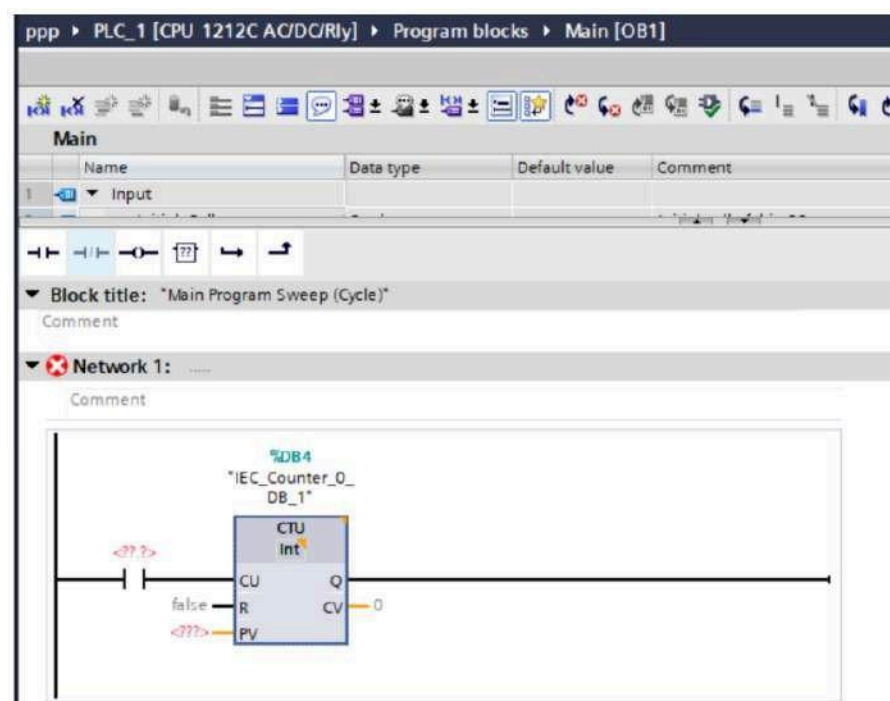 ppp ▸ PLC_1 [CPU 1212C AC/DC/Rly] ▸ Program blocks ▸ Main [OB1]
Main
Name Data type Default value Comment
1 Input
??
Block title: "Main Program Sweep (Cycle)"
Comment
Network 1: .....
Comment
%DB4
"IEC_Counter_0_
DB_1"
CTU
Int
<??.?>
CU Q
false R CV 0
<???> PV